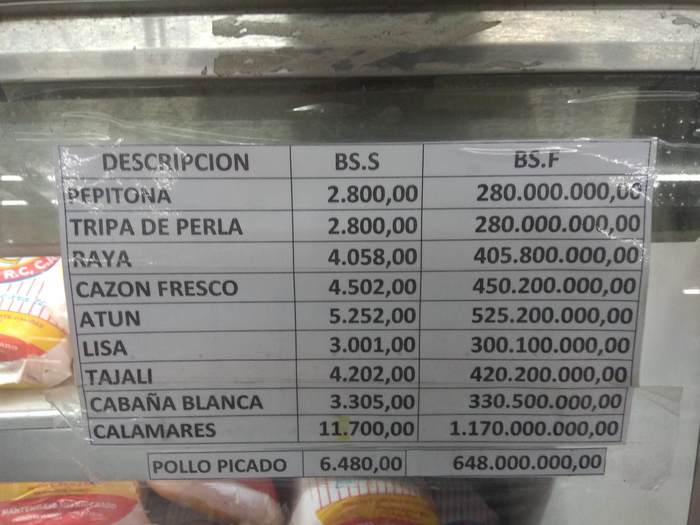 DESCRIPCION BS.S BS.F
PEPITONA 2.800,00 280.000.000,00
TRIPA DE PERLA 2.800,00 280.000.000,00
RAYA 4.058,00 405.800.000,00
CAZON FRESCO 4.502,00 450.200.000,00
ATUN 5.252,00 525.200.000,00
LISA 3.001,00 300.100.000,00
TAJALI 4.202,00 420.200.000,00
CABAÑA BLANCA 3.305,00 330.500.000,00
CALAMARES 11.700,00 1.170.000.000,00
POLLO PICADO 6.480,00 648.000.000,00
R.C, C.